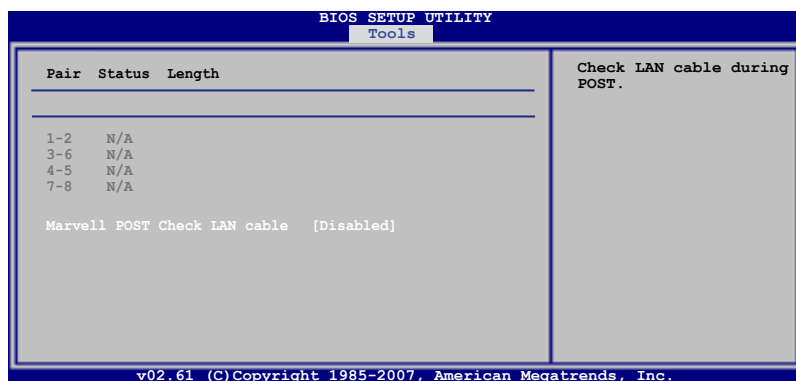 BIOS SETUP UTILITY
Tools
Pair Status Length
1-2 N/A
3-6 N/A
4-5 N/A
7-8 N/A
Marvell POST Check LAN cable [Disabled]
Check LAN cable during
POST.
v02.61 (C)Copyright 1985-2007, American Megatrends, Inc.